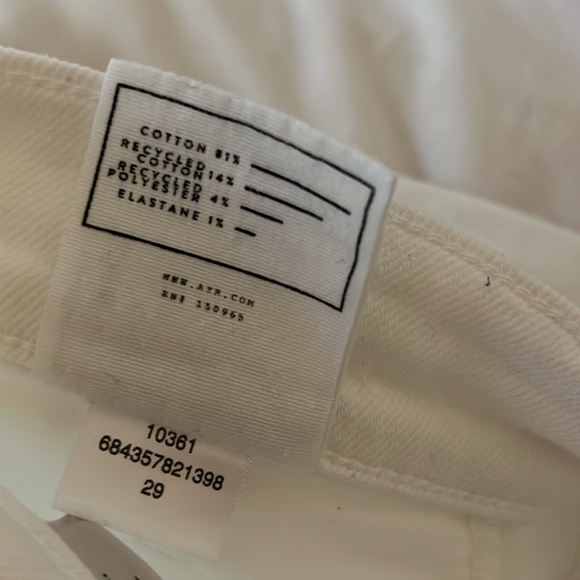 COTTON 81%
RECYCLED
COTTON 14%
RECYCLED
POLYESTER 4%
ELASTANE 1%
WWW.AYR.COM
RN# 150965
10361
684357821398
29